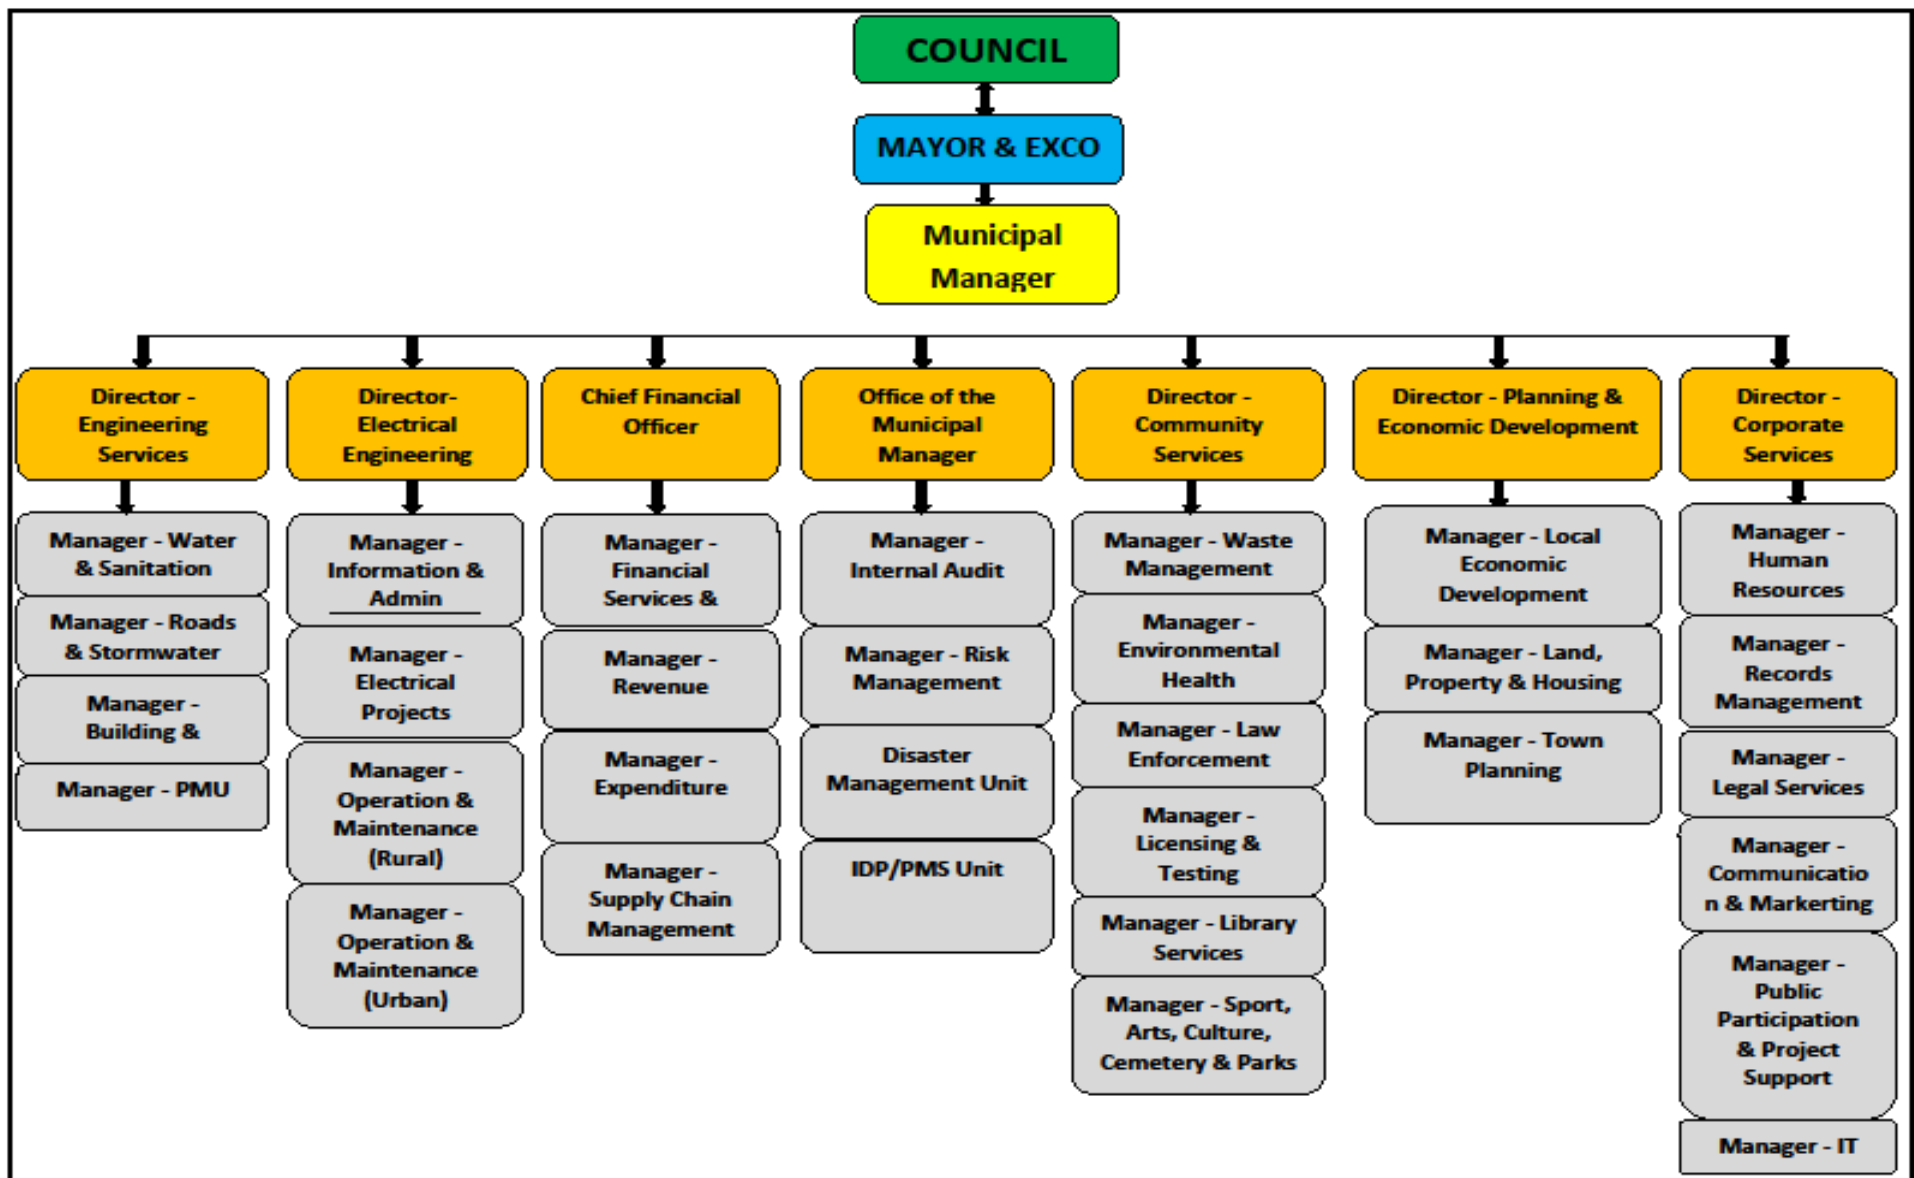 COUNCIL
MAYOR & EXCO
Municipal
Manager
Director -
Engineering
Services
Manager - Water
& Sanitation
Manager - Roads
& Stormwater
Manager -
Building &
Manager - PMU
Director-
Electrical
Engineering
Manager -
Information &
Admin
Manager -
Electrical
Projects
Manager -
Operation &
Maintenance
(Rural)
Manager -
Operation &
Maintenance
(Urban)
Chief Financial
Officer
Manager -
Financial
Services &
Manager -
Revenue
Manager -
Expenditure
Manager -
Supply Chain
Management
Office of the
Municipal
Manager
Manager -
Internal Audit
Manager - Risk
Management
Disaster
Management Unit
IDP/PMS Unit
Director -
Community
Services
Manager - Waste
Management
Manager -
Environmental
Health
Manager - Law
Enforcement
Manager -
Licensing &
Testing
Manager - Library
Services
Manager - Sport,
Arts, Culture,
Cemetery & Parks
Director - Planning &
Economic Development
Manager - Local
Economic
Development
Manager - Land,
Property & Housing
Manager - Town
Planning
Director -
Corporate
Services
Manager -
Human
Resources
Manager -
Records
Management
Manager -
Legal Services
Manager -
Communicatio
n & Markerting
Manager -
Public
Participation
& Project
Support
Manager - IT